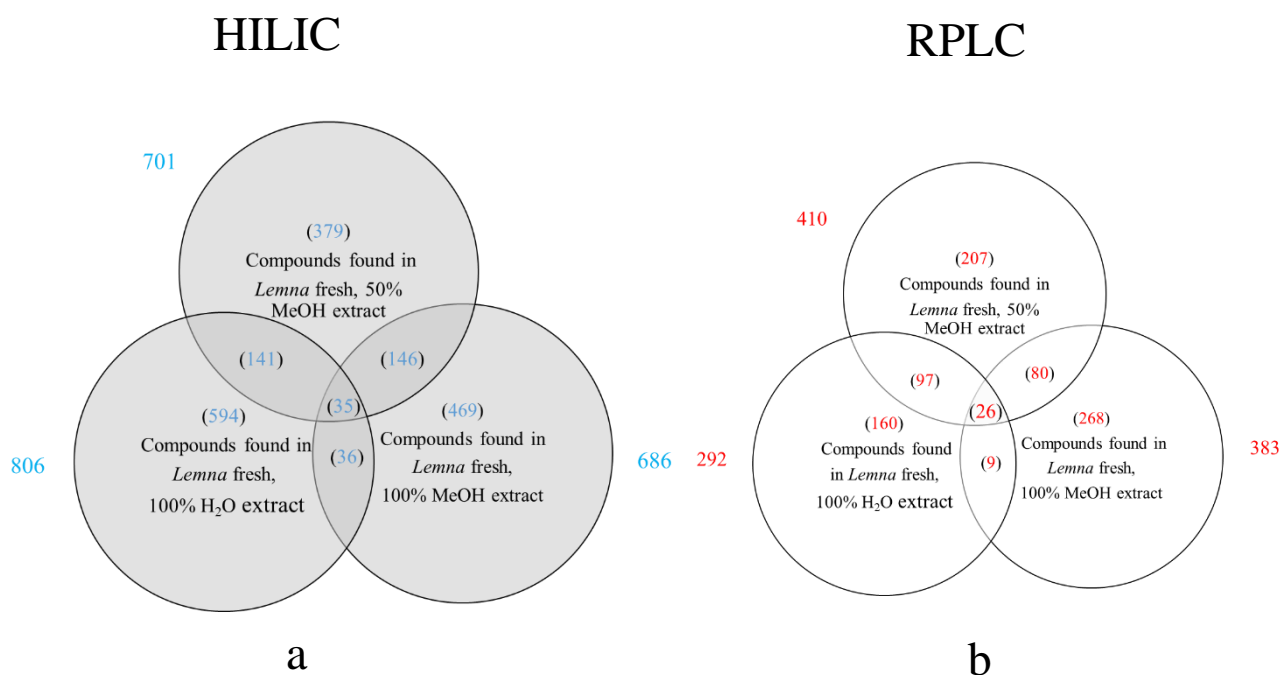 HILIC
701
(379)
Compounds found in
Lemna fresh, 50%
MeOH extract
(141)
(146)
(35)
(594)
Compounds found in
Lemna fresh,
100% H₂O extract
(469)
Compounds found in
Lemna fresh,
100% MeOH extract
(36)
806
686
a
RPLC
410
(207)
Compounds found in
Lemna fresh, 50%
MeOH extract
(97)
(80)
(26)
(160)
Compounds found
in Lemna fresh,
100% H₂O extract
(268)
Compounds found in
Lemna fresh,
100% MeOH extract
(9)
292
383
b